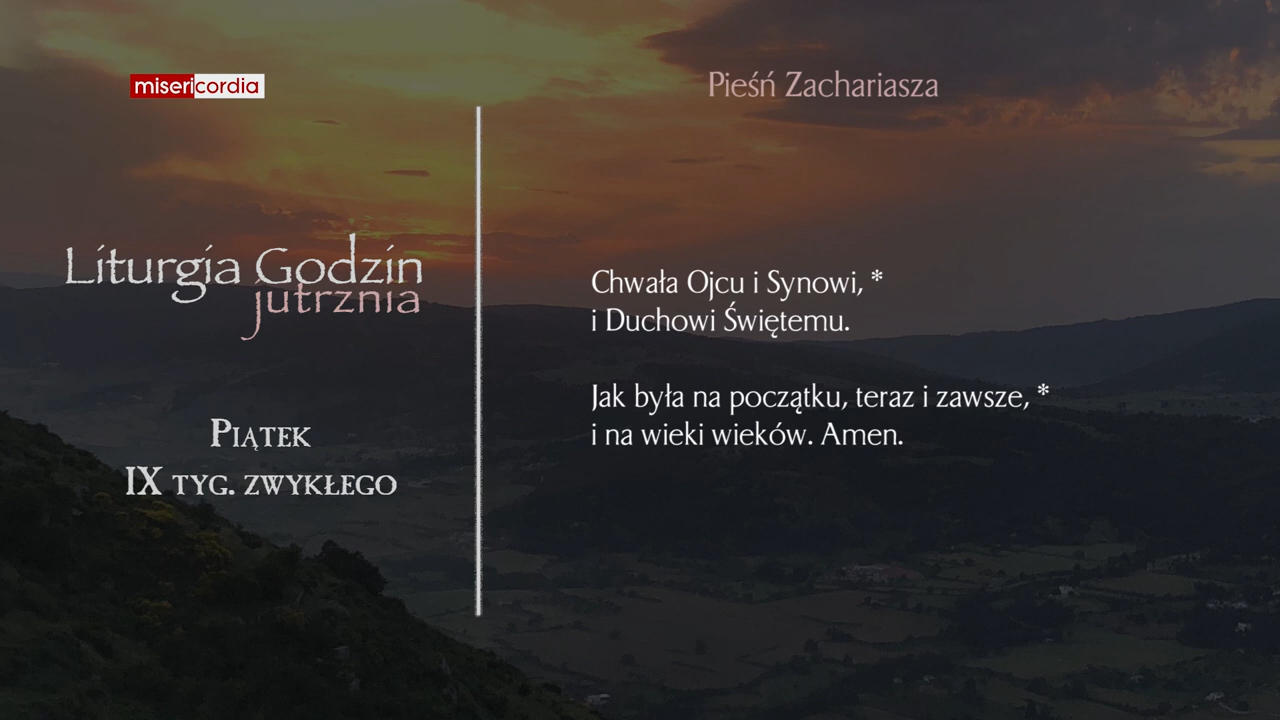 misericordia
Pieśń Zachariasza
Liturgia Godzin
jutrznia
Piątek
IX tyg. zwykłego
Chwała Ojcu i Synowi, *
i Duchowi Świętemu.
Jak była na początku, teraz i zawsze, *
i na wieki wieków. Amen.